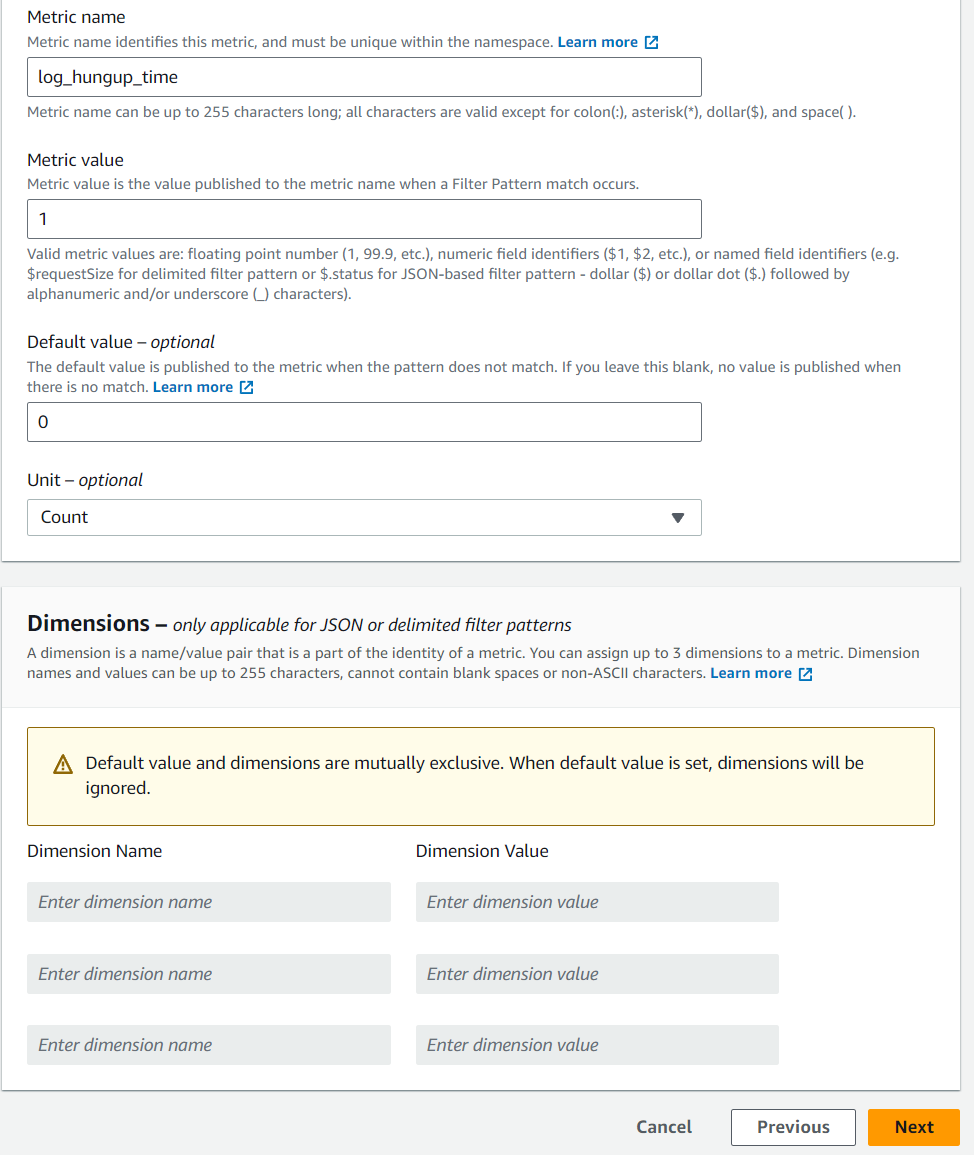 Metric name
Metric name identifies this metric, and must be unique within the namespace. Learn more
log_hungup_time
Metric name can be up to 255 characters long; all characters are valid except for colon(:), asterisk(*), dollar($), and space( ).
Metric value
Metric value is the value published to the metric name when a Filter Pattern match occurs.
1
Valid metric values are: floating point number (1, 99.9, etc.), numeric field identifiers ($1, $2, etc.), or named field identifiers (e.g.
$requestSize for delimited filter pattern or $.status for JSON-based filter pattern - dollar ($) or dollar dot ($.) followed by
alphanumeric and/or underscore (_) characters).
Default value – optional
The default value is published to the metric when the pattern does not match. If you leave this blank, no value is published when
there is no match. Learn more
0
Unit – optional
Count
Dimensions – only applicable for JSON or delimited filter patterns
A dimension is a name/value pair that is a part of the identity of a metric. You can assign up to 3 dimensions to a metric. Dimension
names and values can be up to 255 characters, cannot contain blank spaces or non-ASCII characters. Learn more
Default value and dimensions are mutually exclusive. When default value is set, dimensions will be
ignored.
Dimension Name Dimension Value
Enter dimension name Enter dimension value
Enter dimension name Enter dimension value
Enter dimension name Enter dimension value
Cancel Previous Next